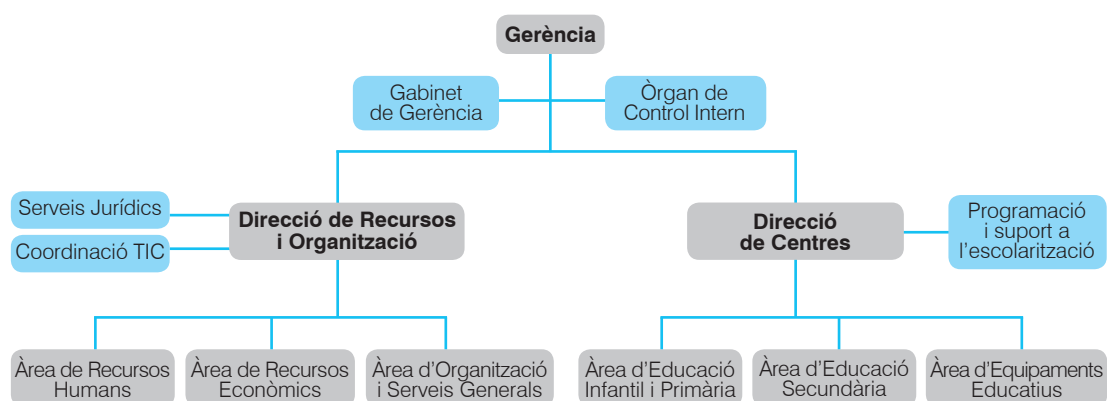 Gerència
Gabinet
de Gerència
Òrgan de
Control Intern
Serveis Jurídics
Coordinació TIC
Direcció de Recursos
i Organització
Direcció
de Centres
Programació
i suport a
l'escolarització
Àrea de Recursos
Humans
Àrea de Recursos
Econòmics
Àrea d'Organització
i Serveis Generals
Àrea d'Educació
Infantil i Primària
Àrea d'Educació
Secundària
Àrea d'Equipaments
Educatius